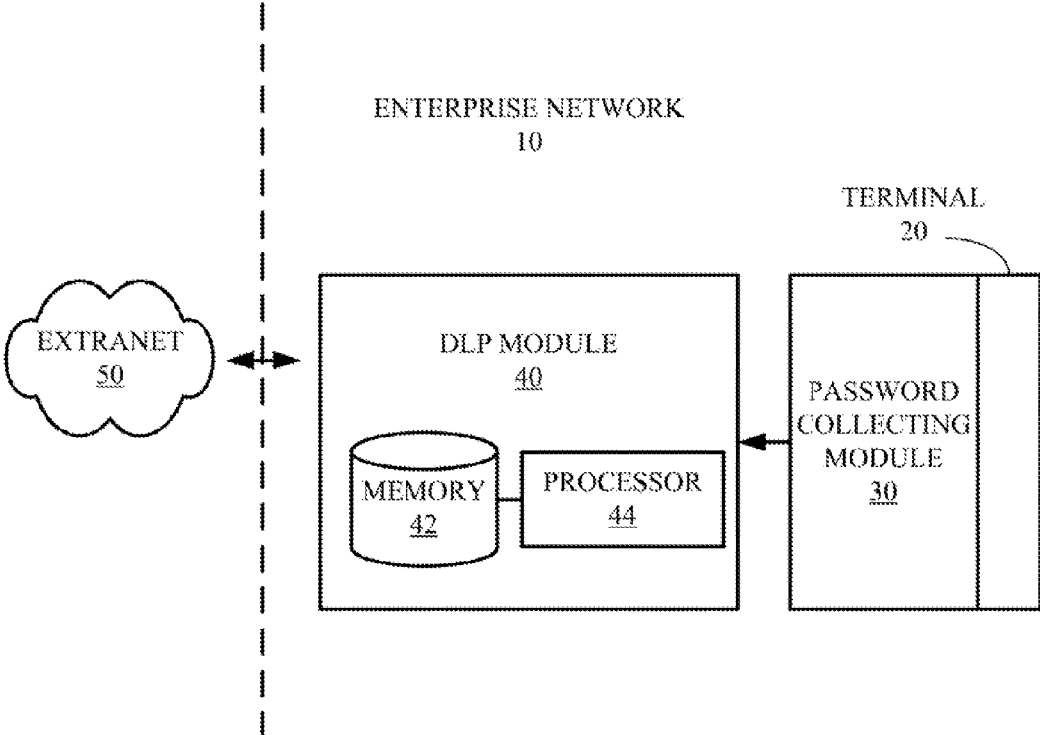 ENTERPRISE NETWORK
10
TERMINAL
20
EXTRANET
50
DLP MODULE
40
MEMORY
42
PROCESSOR
44
PASSWORD
COLLECTING
MODULE
30